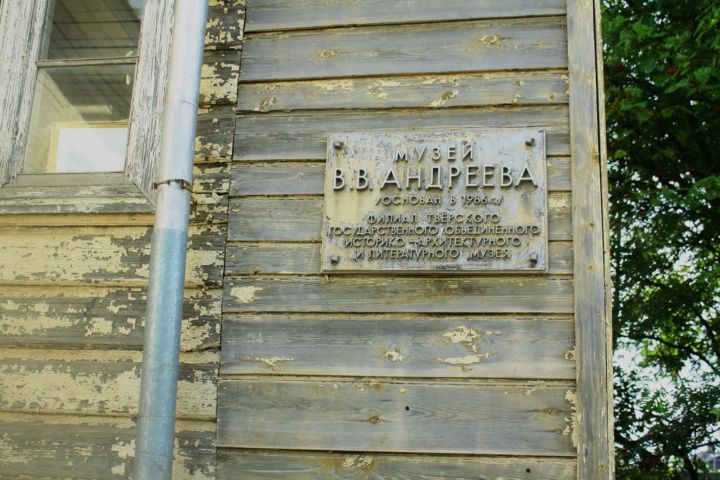 МУЗЕЙ
В.В. АНДРЕЕВА
/ОСНОВАН В 1986 г./
ФИЛИАЛ ТВЕРСКОГО
ГОСУДАРСТВЕННОГО ОБЪЕДИНЕННОГО
ИСТОРИКО-АРХИТЕКТУРНОГО
И ЛИТЕРАТУРНОГО МУЗЕЯ